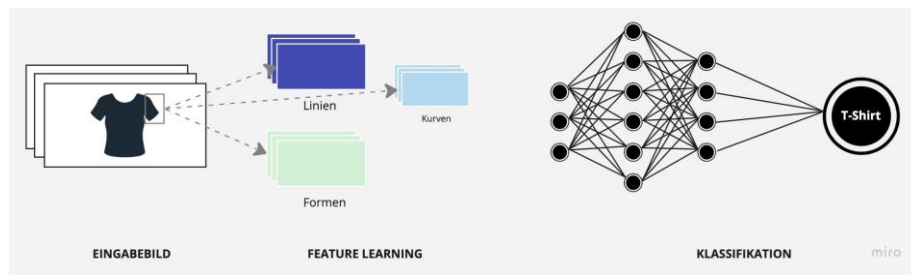 Linien
Kurven
Formen
T-Shirt
EINGABEBILD
FEATURE LEARNING
KLASSIFIKATION
miro